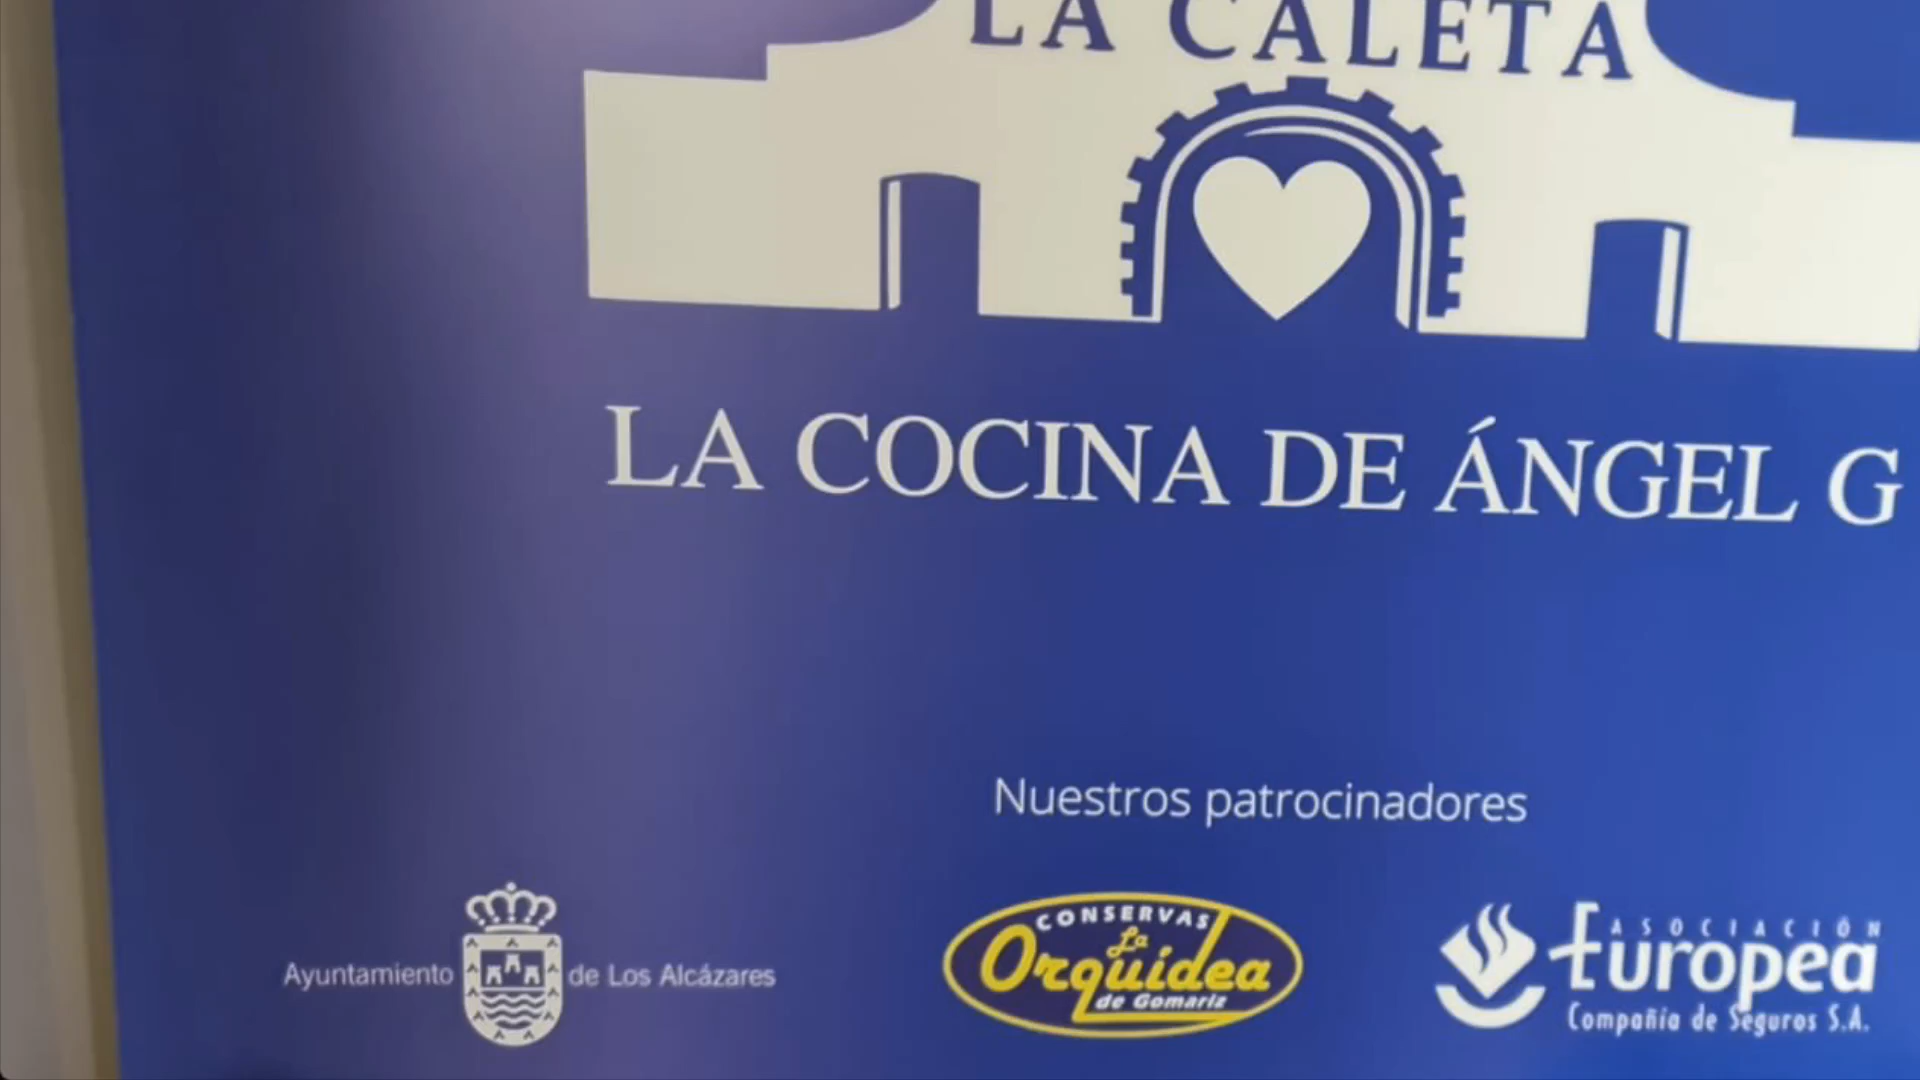 LA CALETA
LA COCINA DE ÁNGEL G
Nuestros patrocinadores
Ayuntamiento de Los Alcázares
CONSERVAS
La
Orquídea
de Gomariz
ASOCIACIÓN
Europea
Compañía de Seguros S.A.